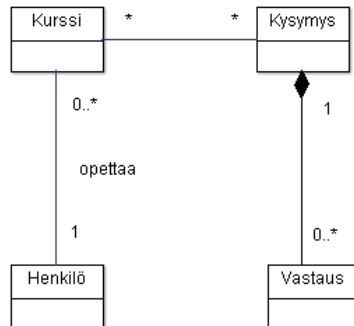 Kurssi * * Kysymys
0..* 1
opettaa
1 0..*
Henkilö Vastaus